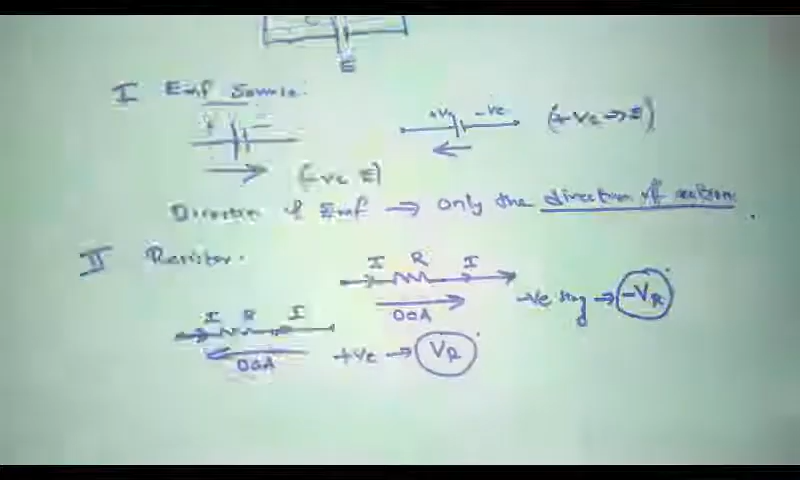 E
I Emf Source.
+ve -ve (+ve → E)
(-ve E)
Direction of Emf → only the direction of action.
II Resistor.
I R I
DOA
-ve → -VR
I R I
DOA
+ve → VR